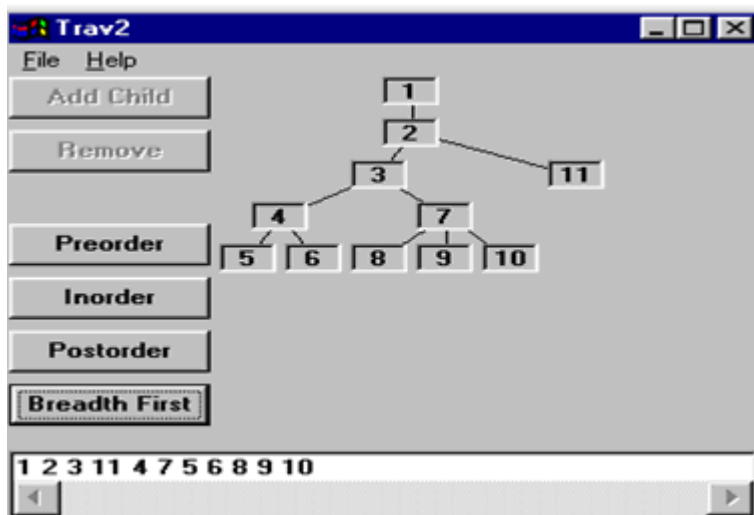 Trav2
File Help
Add Child
Remove
Preorder
Inorder
Postorder
Breadth First
1
2
3 11
4 7
5 6 8 9 10
1 2 3 11 4 7 5 6 8 9 10